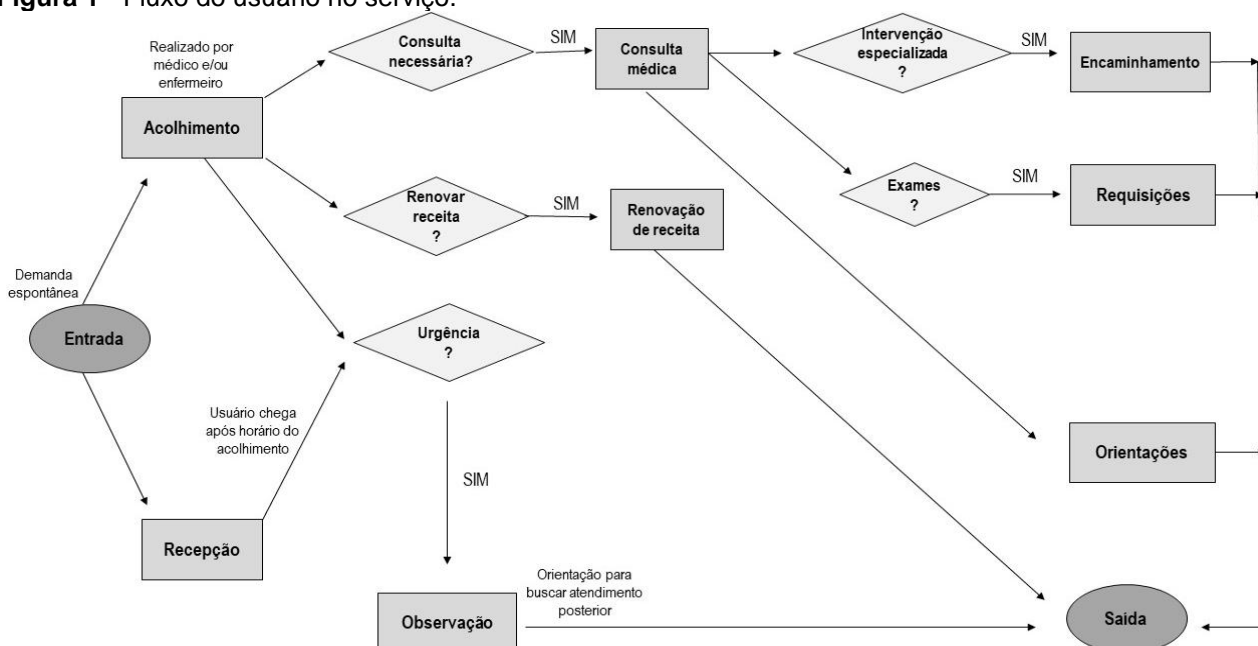 Figura 1 - Fluxo do usuário no serviço.
Realizado por
médico e/ou
enfermeiro
Acolhimento
Consulta
necessária?
SIM
Consulta
médica
Intervenção
especializada
?
SIM
Encaminhamento
Exames
?
SIM
Requisições
Renovar
receita
?
SIM
Renovação
de receita
Demanda
espontânea
Entrada
Urgência
?
Usuário chega
após horário do
acolhimento
SIM
Orientações
Recepção
Observação
Orientação para
buscar atendimento
posterior
Saida